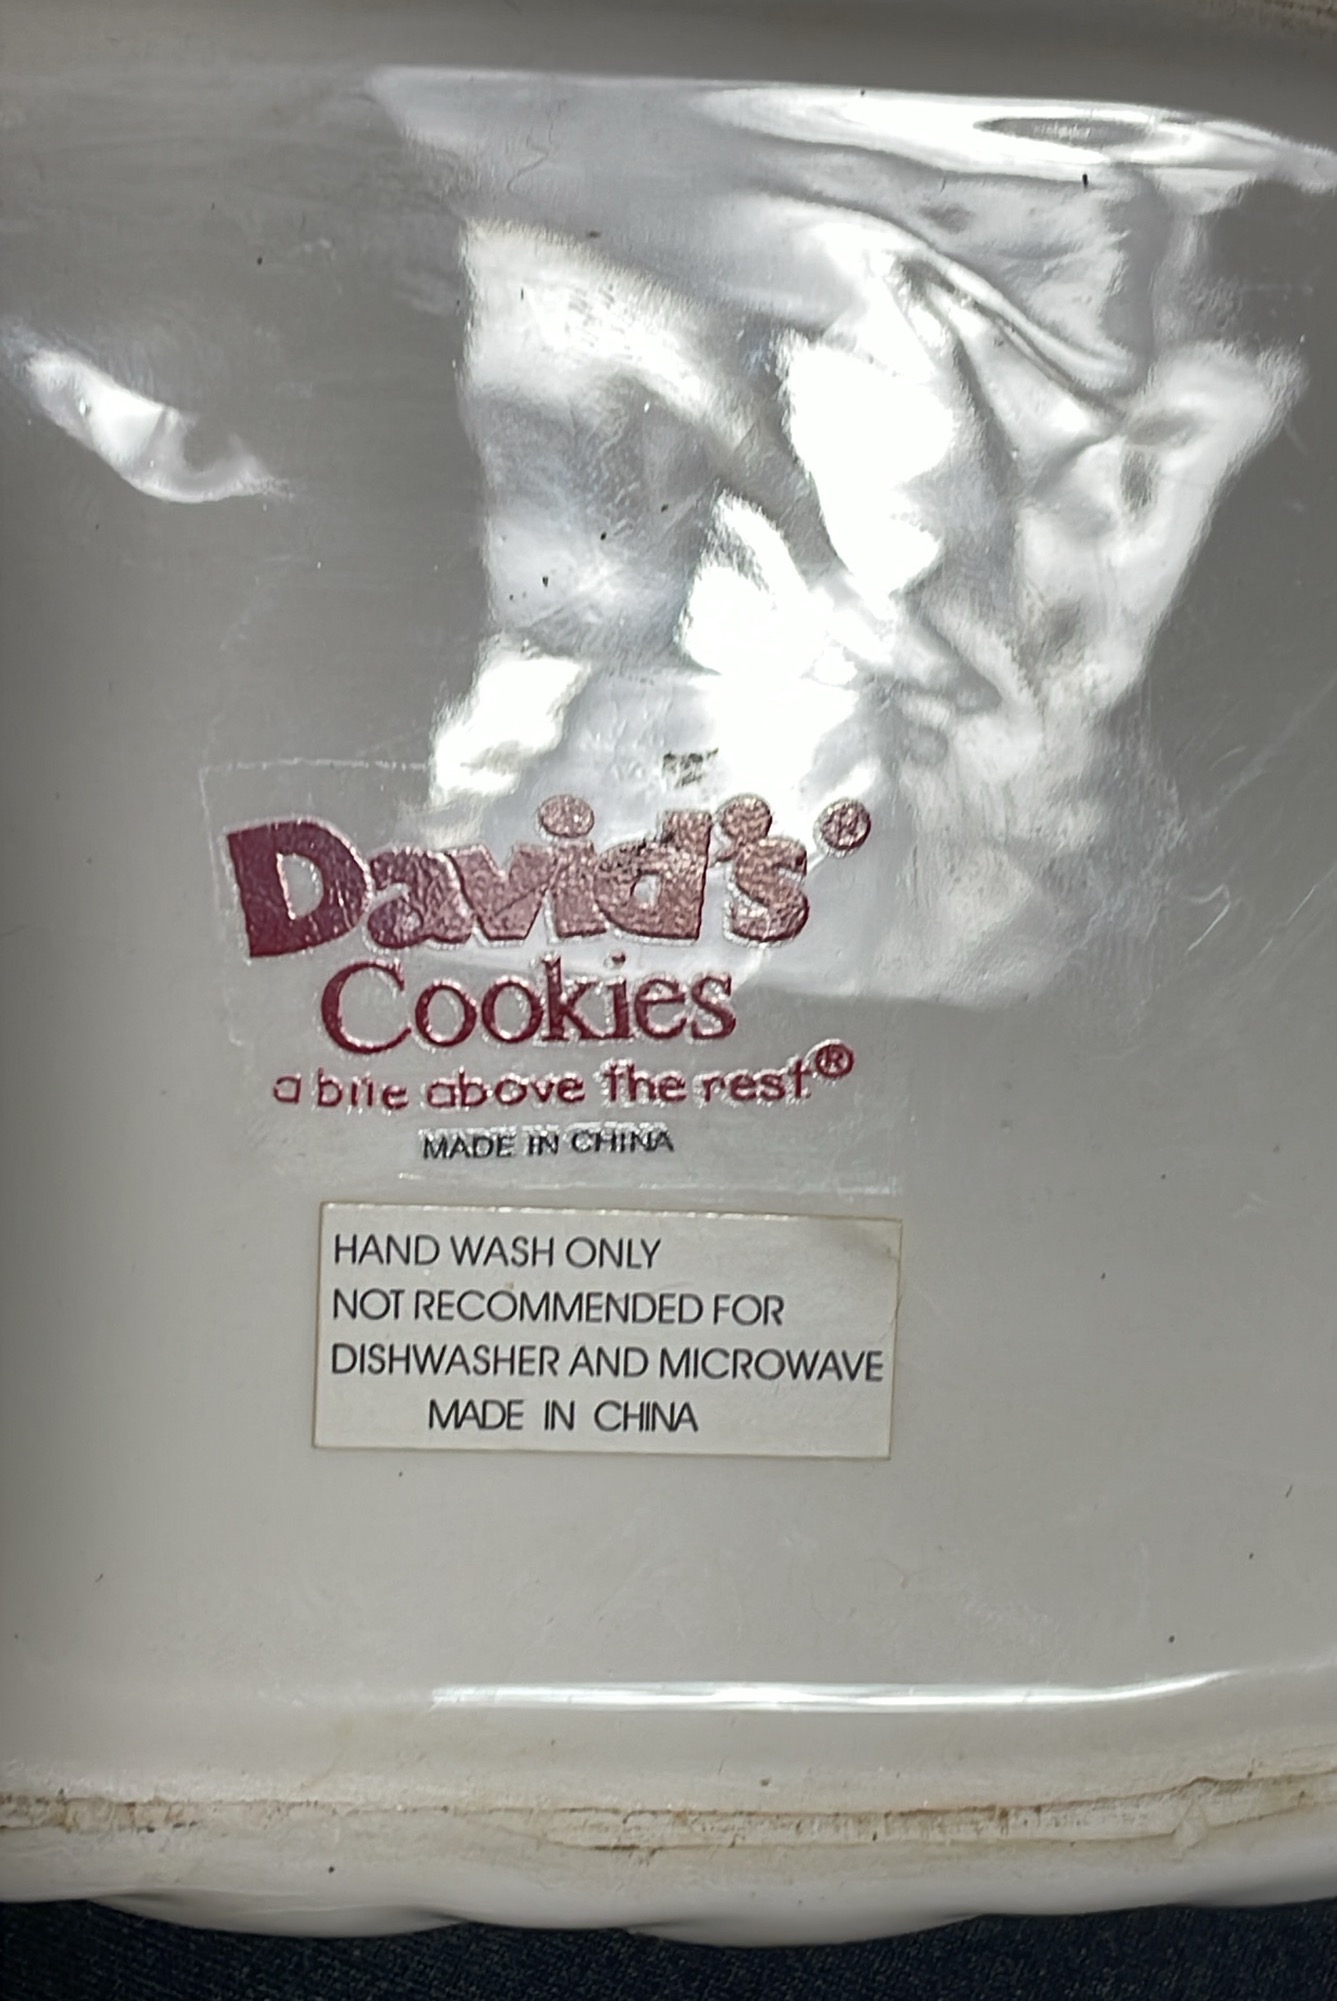 David's®
Cookies
a bite above the rest®
MADE IN CHINA
HAND WASH ONLY
NOT RECOMMENDED FOR
DISHWASHER AND MICROWAVE
MADE IN CHINA